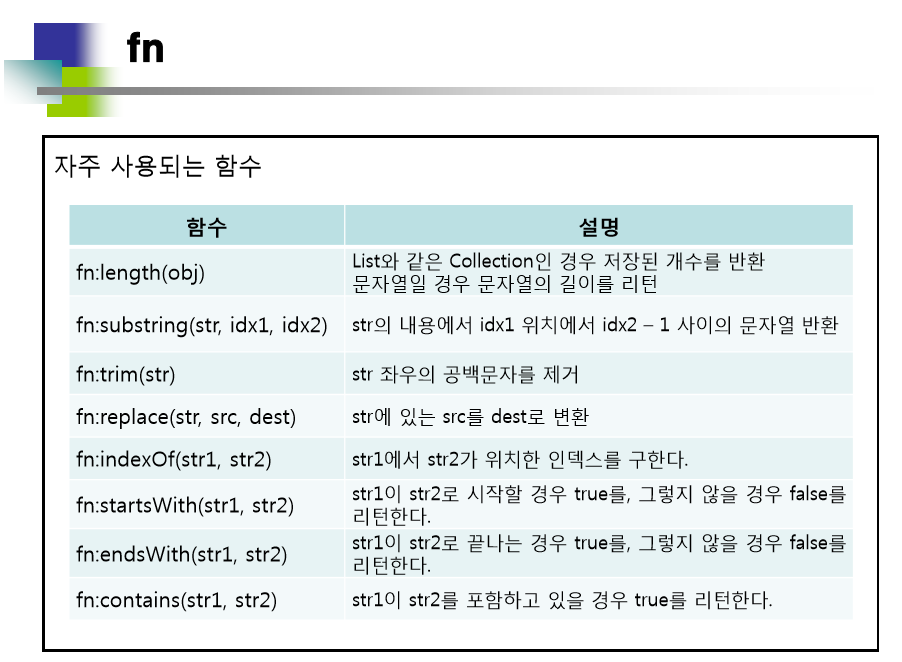 fn
자주 사용되는 함수
함수 설명
fn:length(obj) List와 같은 Collection인 경우 저장된 개수를 반환
문자열일 경우 문자열의 길이를 리턴
fn:substring(str, idx1, idx2) str의 내용에서 idx1 위치에서 idx2 – 1 사이의 문자열 반환
fn:trim(str) str 좌우의 공백문자를 제거
fn:replace(str, src, dest) str에 있는 src를 dest로 변환
fn:indexOf(str1, str2) str1에서 str2가 위치한 인덱스를 구한다.
fn:startsWith(str1, str2) str1이 str2로 시작할 경우 true를, 그렇지 않을 경우 false를
리턴한다.
fn:endsWith(str1, str2) str1이 str2로 끝나는 경우 true를, 그렇지 않을 경우 false를
리턴한다.
fn:contains(str1, str2) str1이 str2를 포함하고 있을 경우 true를 리턴한다.